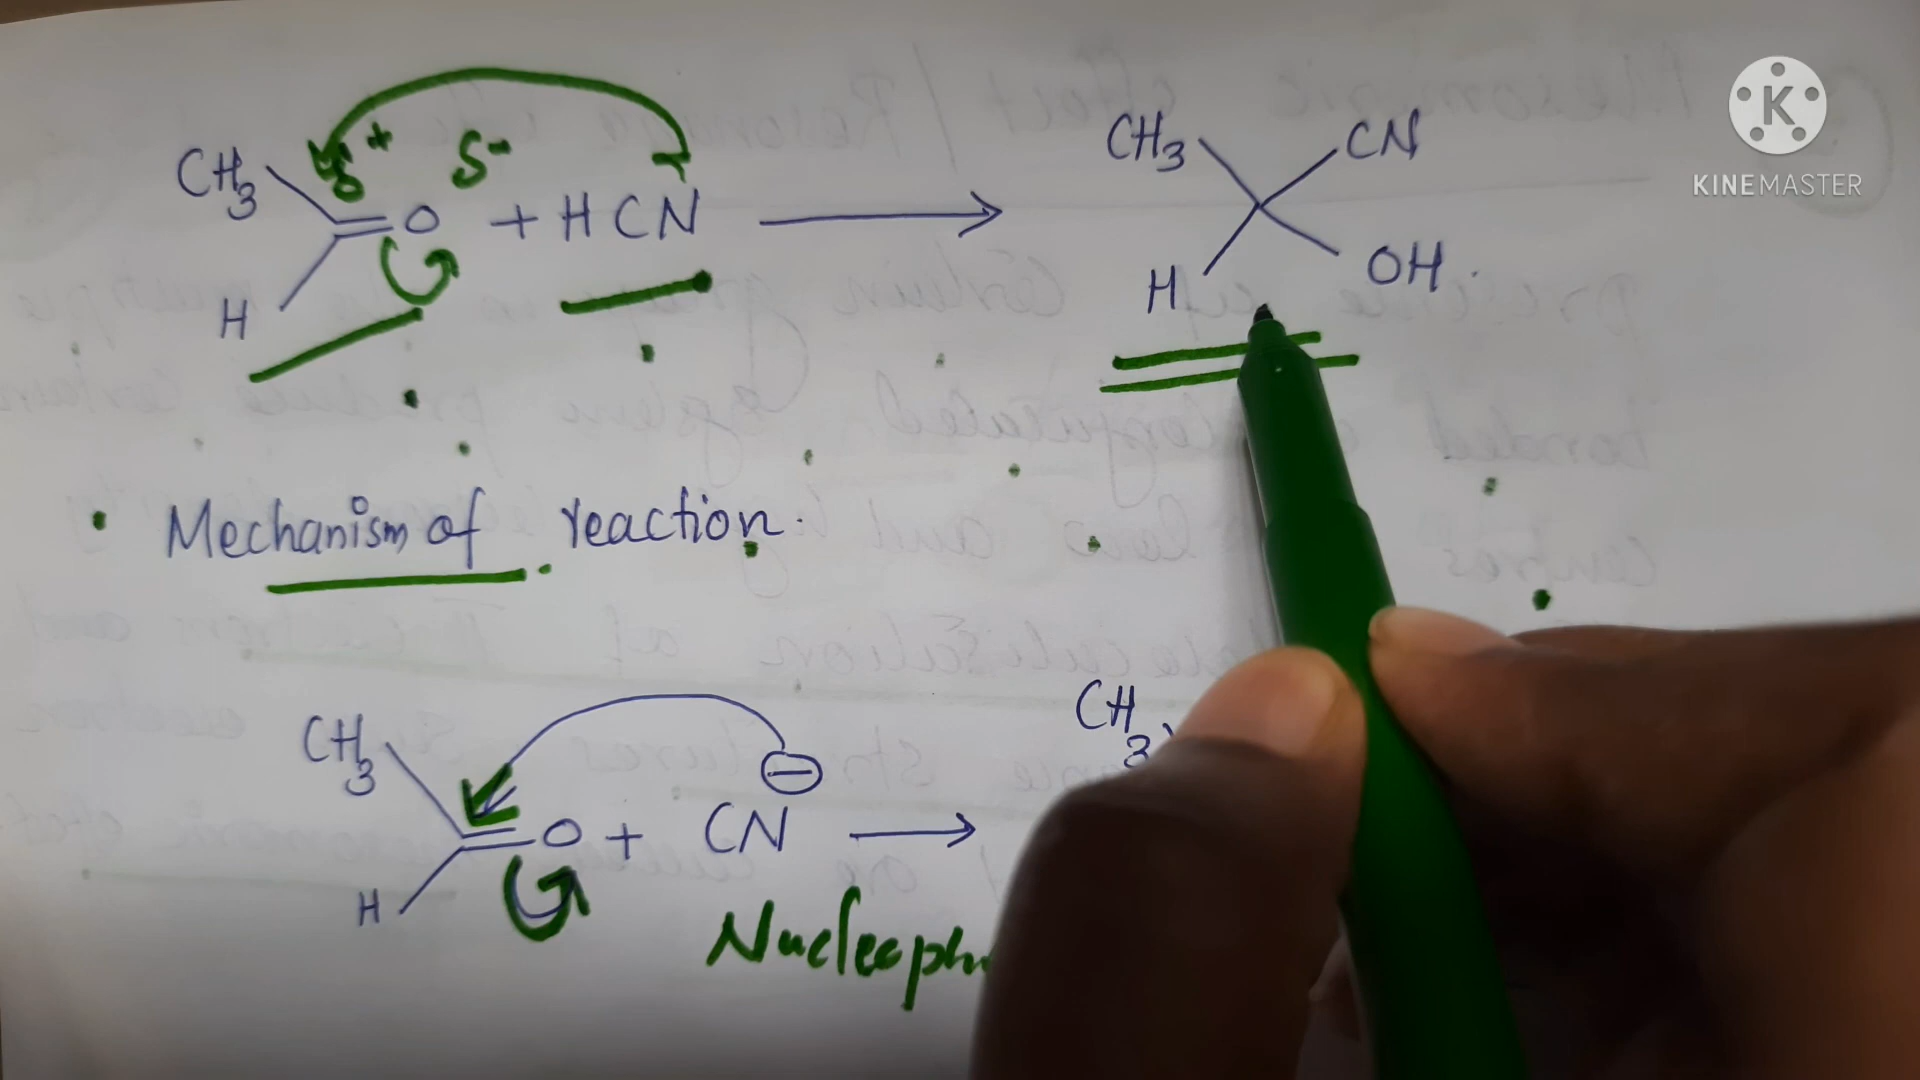 CH3 δ+ δ- CH3 CN
O + HCN
H H OH
• Mechanism of reaction.
CH3 CH3
O + CN
H
KINEMASTER